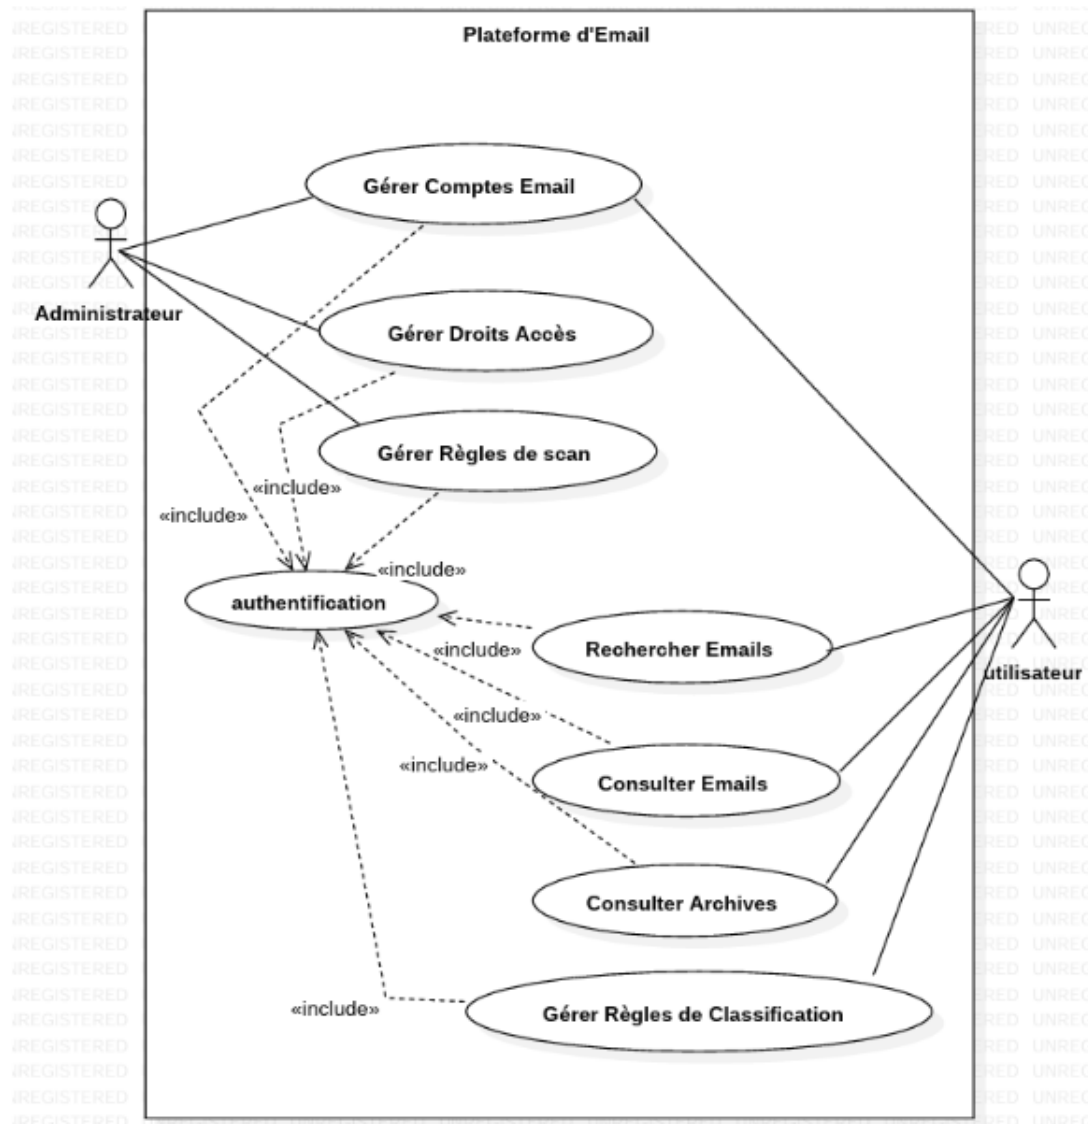 Plateforme d'Email
Gérer Comptes Email
Administrateur
Gérer Droits Accès
Gérer Règles de scan
«include»
«include»
«include»
authentification
Rechercher Emails
«include»
utilisateur
«include»
«include»
Consulter Emails
Consulter Archives
«include»
Gérer Règles de Classification
UNREGISTERED